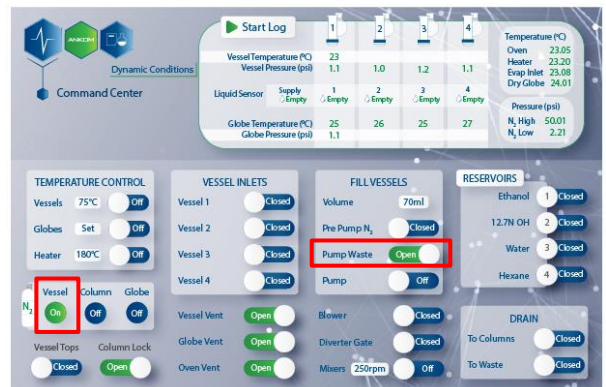 ANKOM
Command Center
Dynamic Conditions
Start Log 1 2 3 4
Vessel Temperature (°C) 23
Vessel Pressure (psi) 1.1 1.0 1.2 1.1
Liquid Sensor Supply Empty 1 Empty 2 Empty 3 Empty 4 Empty
Globe Temperature (°C) 25 26 25 27
Globe Pressure (psi) 1.1
Temperature (°C)
Oven 23.05
Heater 23.20
Evap Inlet 23.08
Dry Globe 24.01
Pressure (psi)
N2 High 50.01
N2 Low 2.21
TEMPERATURE CONTROL
Vessels 75°C Off
Globes Set Off
Heater 180°C Off
N2
Vessel Column Globe
On Off Off
Vessel Tops Column Lock
Closed Open
VESSEL INLETS
Vessel 1 Closed
Vessel 2 Closed
Vessel 3 Closed
Vessel 4 Closed
Vessel Vent Open
Globe Vent Open
Oven Vent Open
FILL VESSELS
Volume 70ml
Pre Pump N2 Closed
Pump Waste Open
Pump Off
Blower Closed
Diverter Gate Closed
Mixers 250rpm Off
RESERVOIRS
Ethanol 1 Closed
12.7N OH 2 Closed
Water 3 Closed
Hexane 4 Closed
DRAIN
To Columns Closed
To Waste Closed